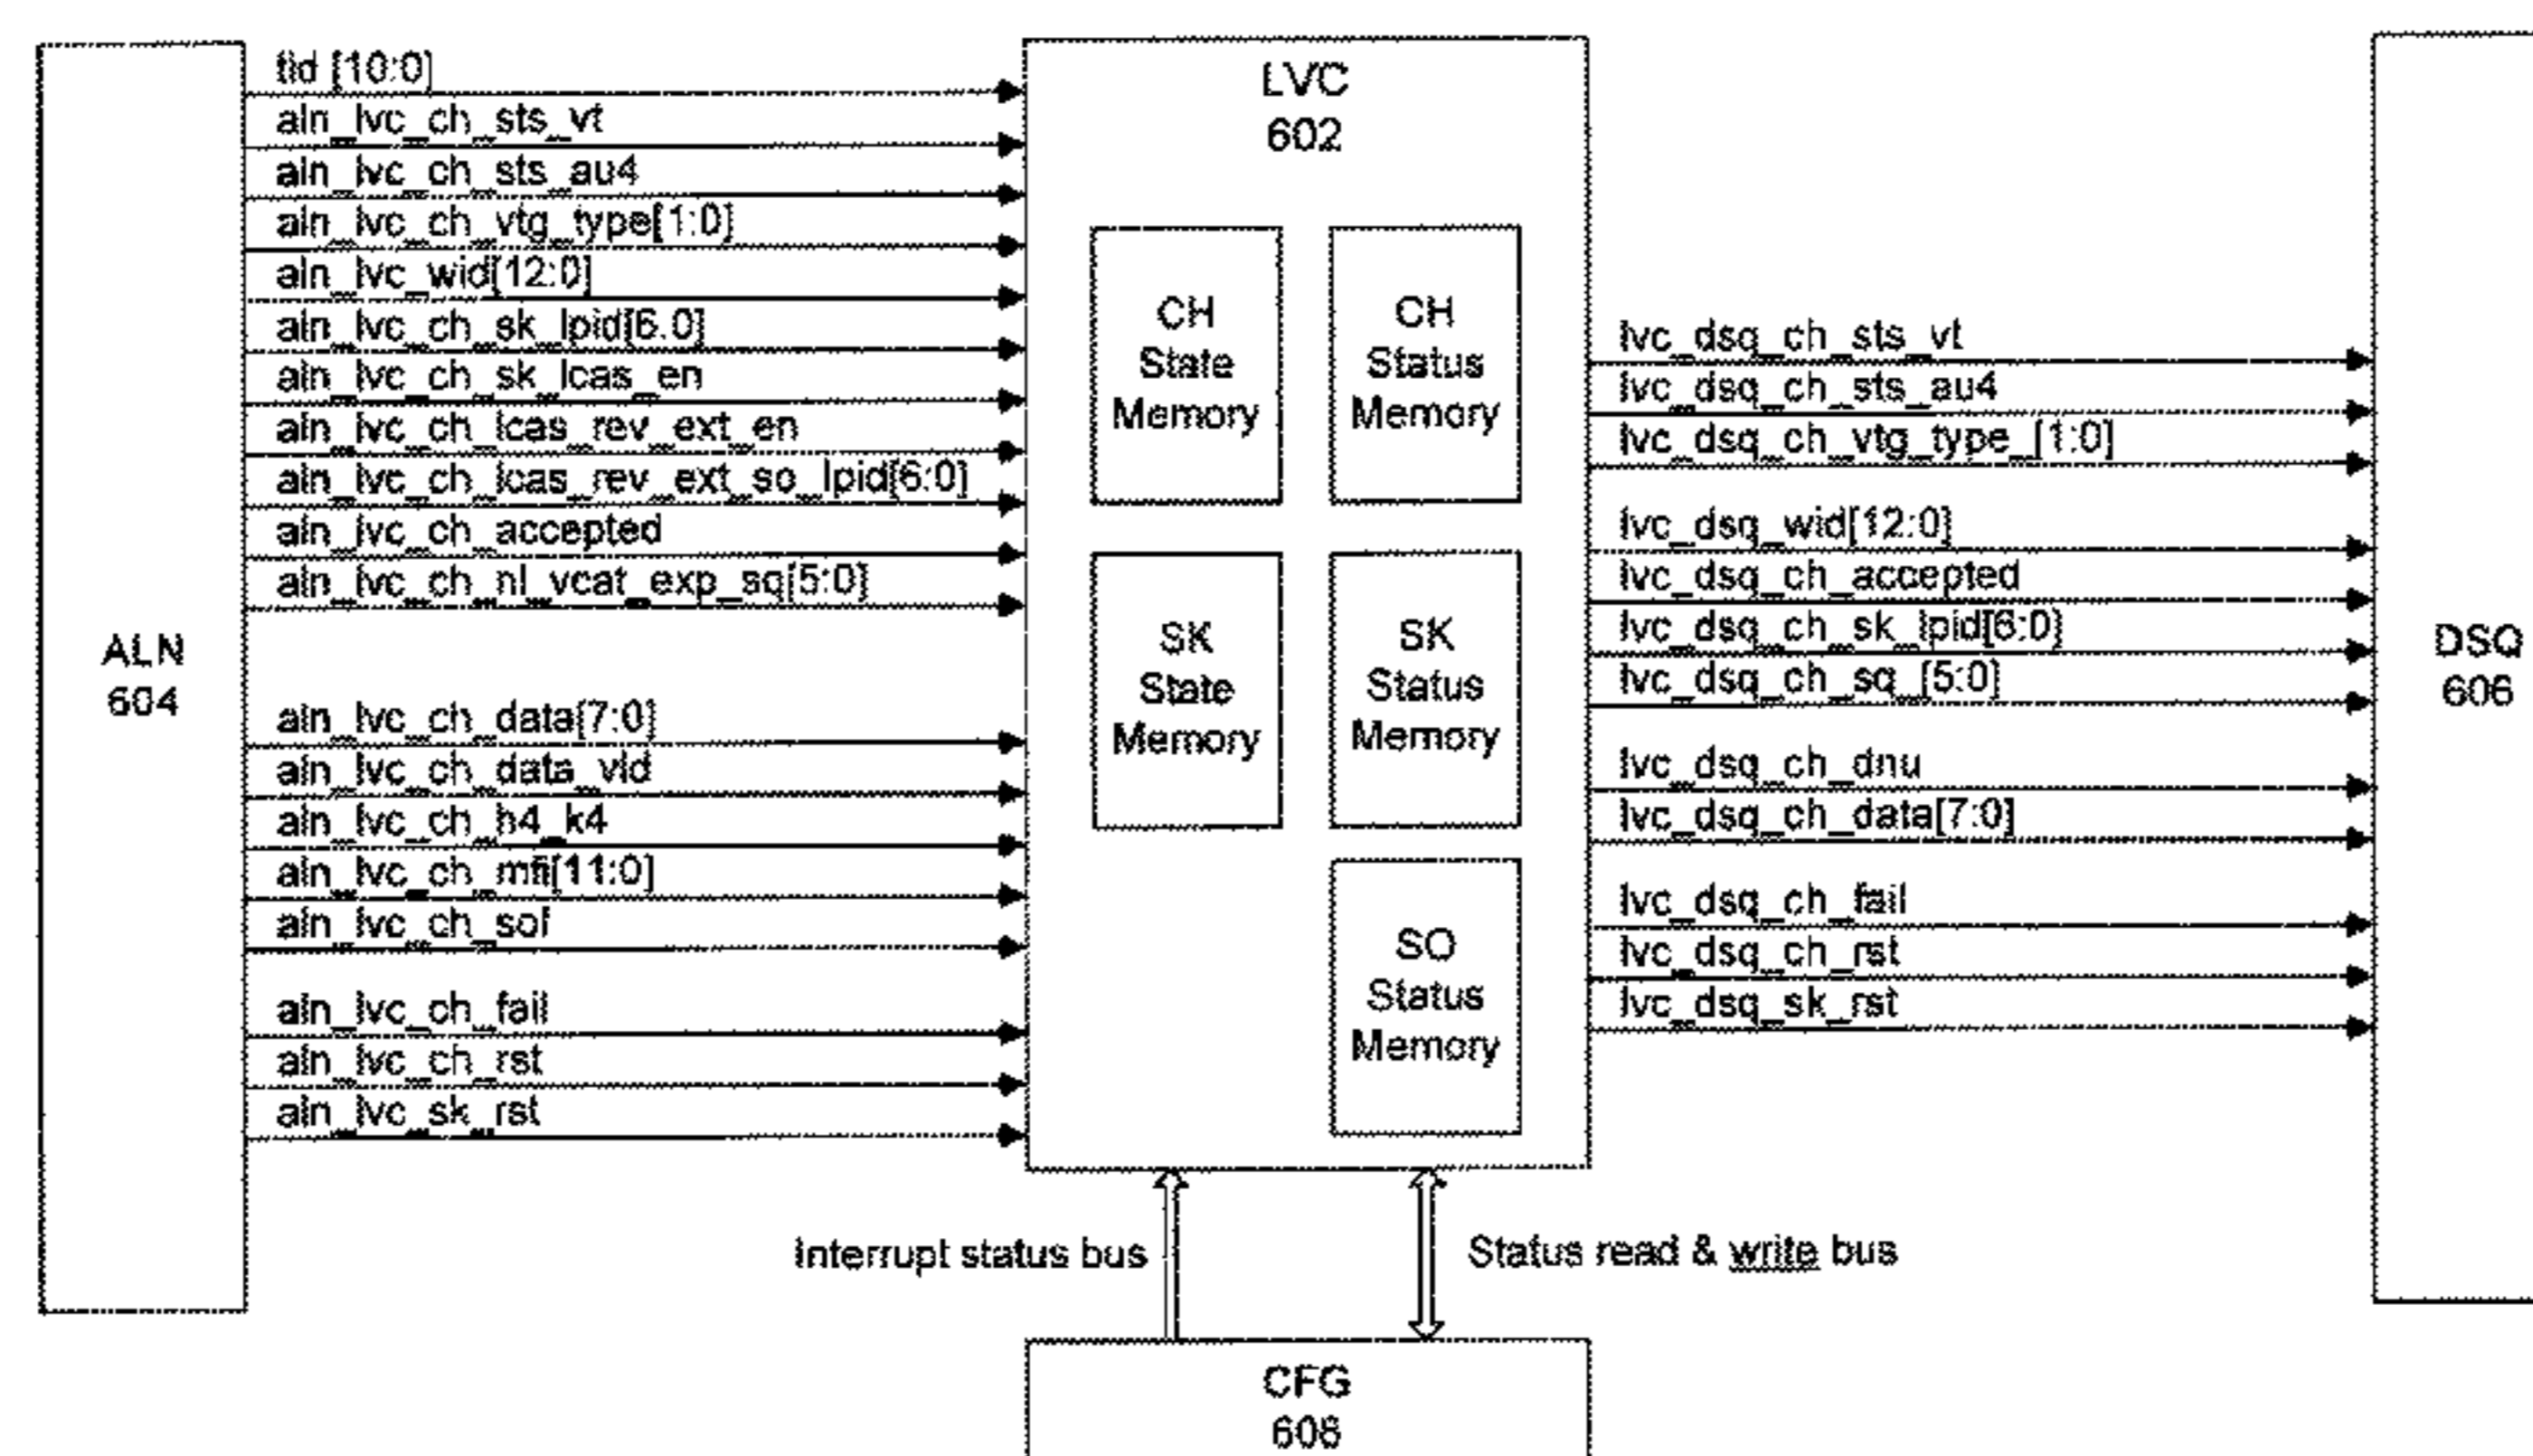 ALN
604
tid [10:0]
aln_lvc_ch_sts_vt
aln_lvc_ch_sts_au4
aln_lvc_ch_vtg_type[1:0]
aln_lvc_wid[12:0]
aln_lvc_ch_sk_lpid[6:0]
aln_lvc_ch_sk_lcas_en
aln_lvc_ch_lcas_rev_ext_en
aln_lvc_ch_lcas_rev_ext_so_lpid[6:0]
aln_lvc_ch_accepted
aln_lvc_ch_nl_vcat_exp_sq[5:0]
aln_lvc_ch_data[7:0]
aln_lvc_ch_data_vld
aln_lvc_ch_h4_k4
aln_lvc_ch_mfi[11:0]
aln_lvc_ch_sof
aln_lvc_ch_fail
aln_lvc_ch_rst
aln_lvc_sk_rst
LVC
602
CH
State
Memory
CH
Status
Memory
SK
State
Memory
SK
Status
Memory
SO
Status
Memory
lvc_dsq_ch_sts_vt
lvc_dsq_ch_sts_au4
lvc_dsq_ch_vtg_type_[1:0]
lvc_dsq_wid[12:0]
lvc_dsq_ch_accepted
lvc_dsq_ch_sk_lpid[6:0]
lvc_dsq_ch_sq_[5:0]
lvc_dsq_ch_dnu
lvc_dsq_ch_data[7:0]
lvc_dsq_ch_fail
lvc_dsq_ch_rst
lvc_dsq_sk_rst
DSQ
606
Interrupt status bus
Status read & write bus
CFG
608